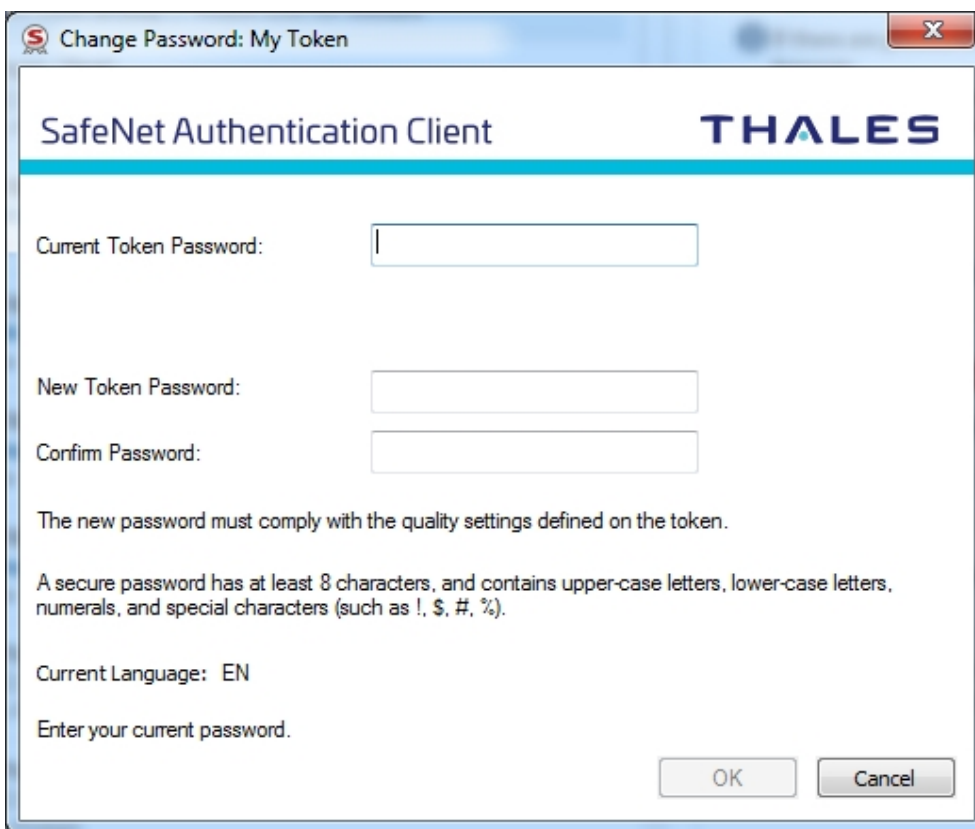 Change Password: My Token
SafeNet Authentication Client
THALES
Current Token Password:
New Token Password:
Confirm Password:
The new password must comply with the quality settings defined on the token.
A secure password has at least 8 characters, and contains upper-case letters, lower-case letters,
numerals, and special characters (such as !, $, #, %).
Current Language: EN
Enter your current password.
OK
Cancel